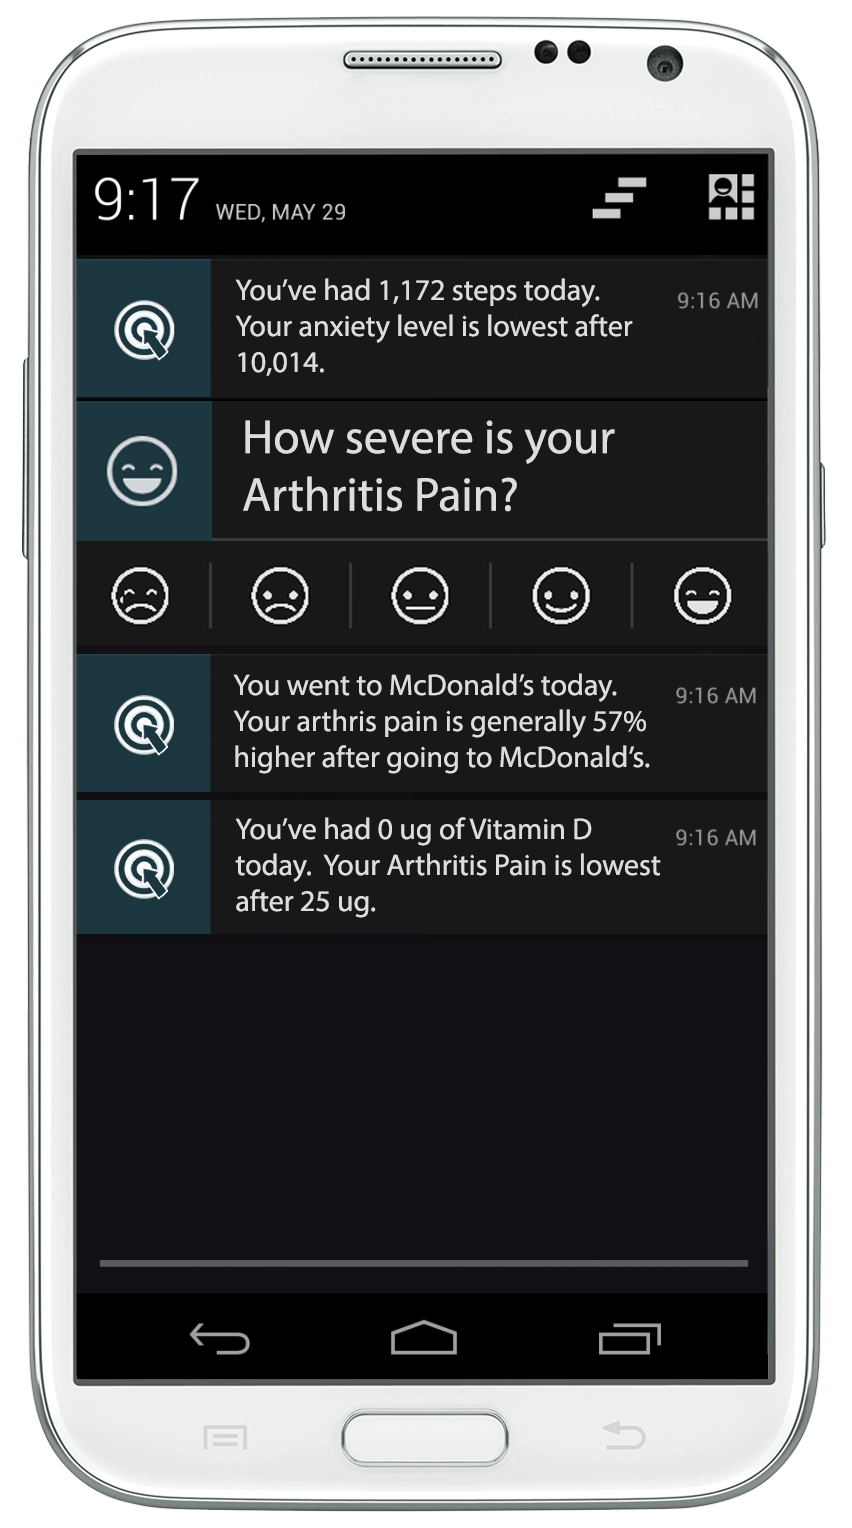 9:17 WED, MAY 29
You've had 1,172 steps today.
9:16 AM
Your anxiety level is lowest after
10,014.
How severe is your
Arthritis Pain?
You went to McDonald's today.
9:16 AM
Your arthris pain is generally 57%
higher after going to McDonald's.
You've had 0 ug of Vitamin D
9:16 AM
today.  Your Arthritis Pain is lowest
after 25 ug.